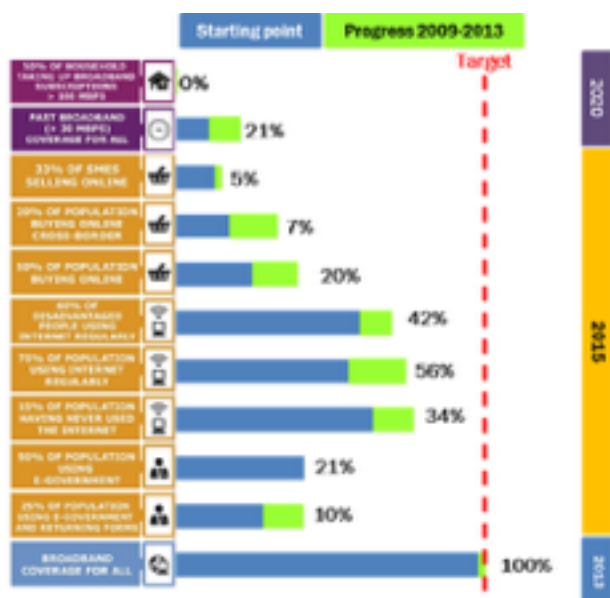 Starting point
Progress 2009-2013
Target
50% OF HOUSEHOLD
TAKING UP BROADBAND
SUBSCRIPTIONS
> 100 MBPS
0%
FAST BROADBAND
(> 30 MBPS)
COVERAGE FOR ALL
21%
33% OF SMES
SELLING ONLINE
5%
20% OF POPULATION
BUYING ONLINE
CROSS-BORDER
7%
50% OF POPULATION
BUYING ONLINE
20%
60% OF
DISADVANTAGED
PEOPLE USING
INTERNET REGULARLY
42%
70% OF POPULATION
USING INTERNET
REGULARLY
56%
15% OF POPULATION
HAVING NEVER USED
THE INTERNET
34%
50% OF POPULATION
USING
E-GOVERNMENT
21%
25% OF POPULATION
USING E-GOVERNMENT
AND RETURNING FORMS
10%
BROADBAND
COVERAGE FOR ALL
100%
2020
2015
2013